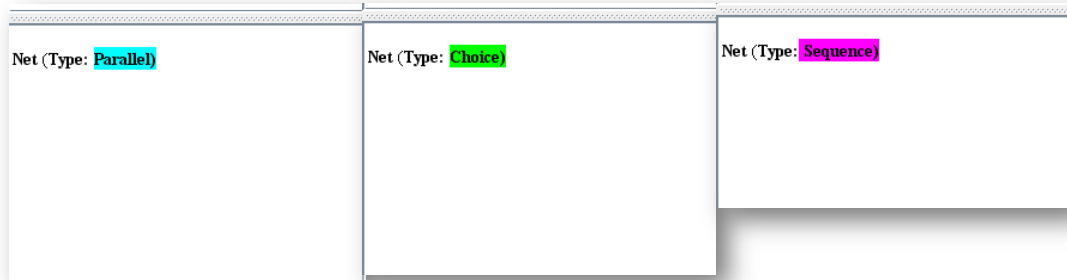 Net (Type: Parallel)
Net (Type: Choice)
Net (Type: Sequence)